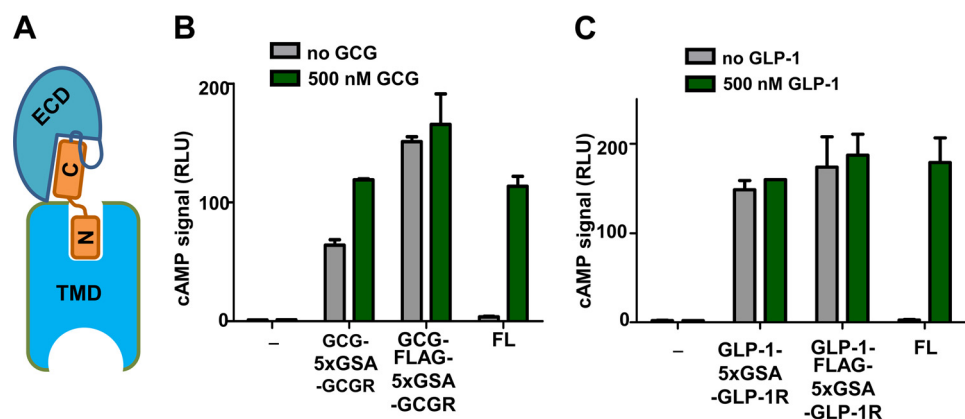 A
ECD
C
N
TMD
B
no GCG
500 nM GCG
cAMP signal (RLU)
200
100
0
–
GCG-
5xGSA
-GCGR
GCG-
FLAG-
5xGSA
-GCGR
FL
C
no GLP-1
500 nM GLP-1
cAMP signal (RLU)
200
100
0
–
GLP-1-
5xGSA
-GLP-1R
GLP-1-
FLAG-
5xGSA
-GLP-1R
FL